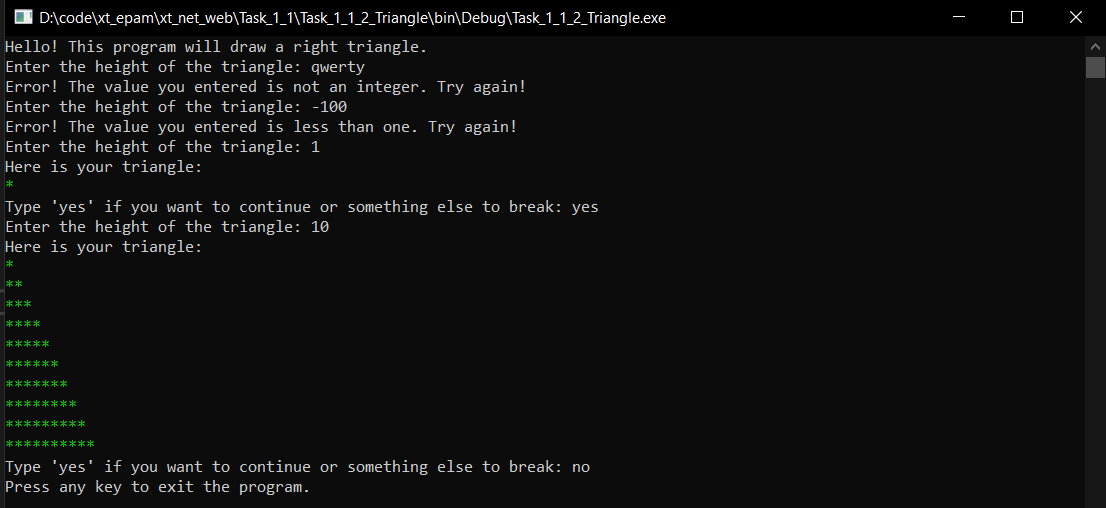 D:\code\xt_epam\xt_net_web\Task_1_1\Task_1_1_2_Triangle\bin\Debug\Task_1_1_2_Triangle.exe
Hello! This program will draw a right triangle.
Enter the height of the triangle: qwerty
Error! The value you entered is not an integer. Try again!
Enter the height of the triangle: -100
Error! The value you entered is less than one. Try again!
Enter the height of the triangle: 1
Here is your triangle:
*
Type 'yes' if you want to continue or something else to break: yes
Enter the height of the triangle: 10
Here is your triangle:
*
**
***
****
*****
******
*******
********
*********
**********
Type 'yes' if you want to continue or something else to break: no
Press any key to exit the program.